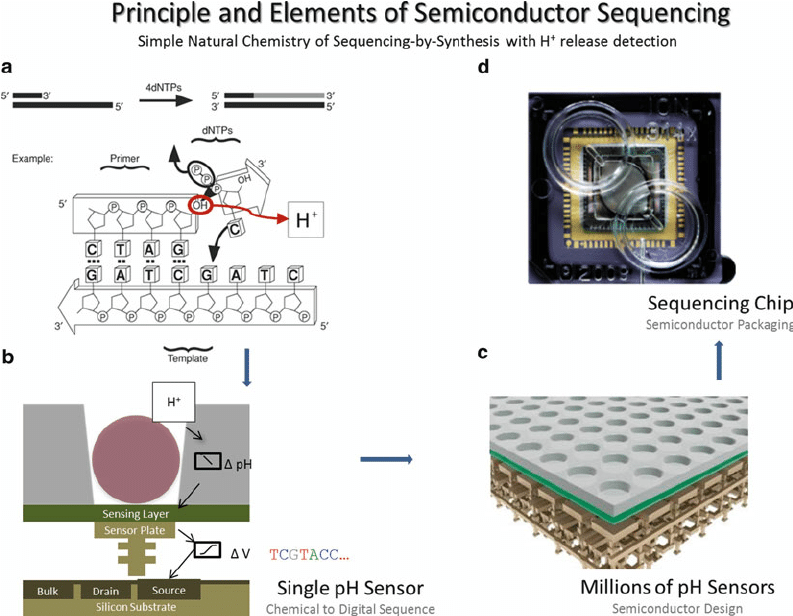 Principle and Elements of Semiconductor Sequencing
Simple Natural Chemistry of Sequencing-by-Synthesis with H⁺ release detection
a
5′ 3′ 4dNTPs 5′
3′ 5′ 3′
dNTPs
Example: Primer
3′
P P P
OH
5′ P P P OH
H⁺
C
C T A G
G A T C G A T C
3′ P P P P P P P 5′
Template
b
H⁺
Δ pH
Sensing Layer
Sensor Plate
Δ V
TCGTACC...
Bulk Drain Source
Silicon Substrate
Single pH Sensor
Chemical to Digital Sequence
d
ION
Sequencing Chip
Semiconductor Packaging
c
Millions of pH Sensors
Semiconductor Design